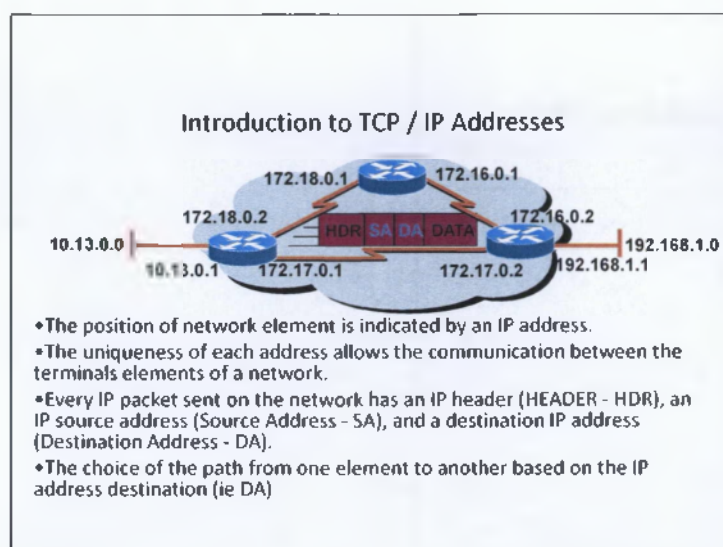 Introduction to TCP / IP Addresses
172.18.0.1
172.16.0.1
172.18.0.2
172.16.0.2
HDR SA DA DATA
10.13.0.0
192.168.1.0
10.13.0.1
172.17.0.1
172.17.0.2
192.168.1.1
•The position of network element is indicated by an IP address.
•The uniqueness of each address allows the communication between the
terminals elements of a network.
•Every IP packet sent on the network has an IP header (HEADER - HDR), an
IP source address (Source Address - SA), and a destination IP address
(Destination Address - DA).
•The choice of the path from one element to another based on the IP
address destination (ie DA)